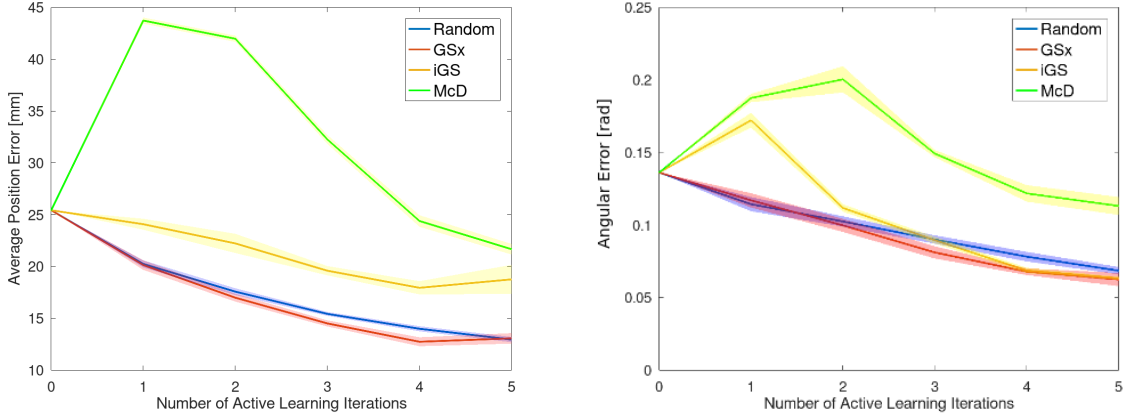 45
40
35
30
25
20
15
10
Average Position Error [mm]
Random
GSx
iGS
McD
0 1 2 3 4 5
Number of Active Learning Iterations
0.25
0.2
0.15
0.1
0.05
0
Angular Error [rad]
Random
GSx
iGS
McD
0 1 2 3 4 5
Number of Active Learning Iterations